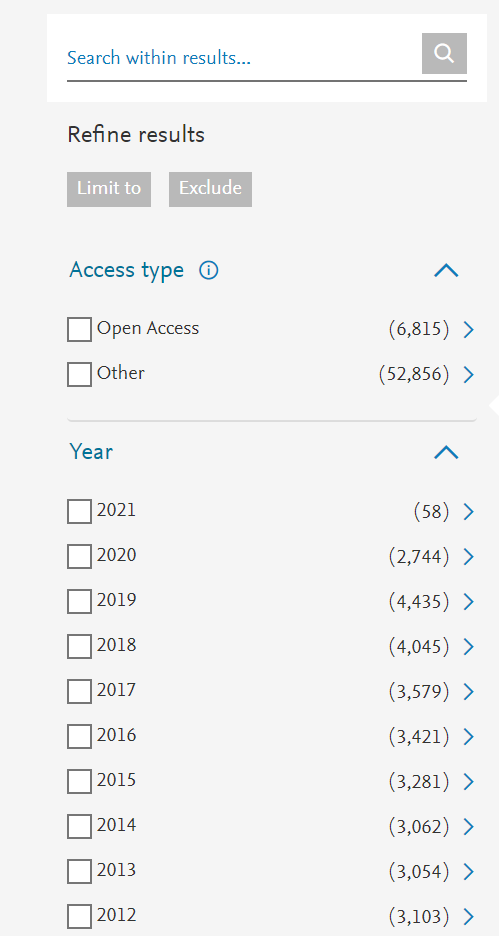 Search within results...
Refine results
Limit to Exclude
Access type
Open Access (6,815)
Other (52,856)
Year
2021 (58)
2020 (2,744)
2019 (4,435)
2018 (4,045)
2017 (3,579)
2016 (3,421)
2015 (3,281)
2014 (3,062)
2013 (3,054)
2012 (3,103)